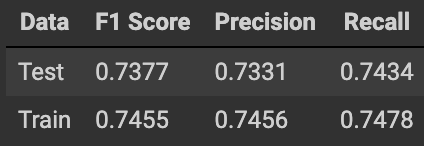 Data F1 Score Precision Recall
Test 0.7377 0.7331 0.7434
Train 0.7455 0.7456 0.7478